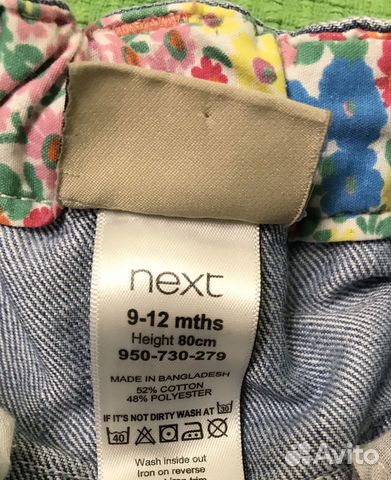 next
9-12 mths
Height 80cm
950-730-279
MADE IN BANGLADESH
52% COTTON
48% POLYESTER
IF IT'S NOT DIRTY WASH AT 30
40
Wash inside out
Iron on reverse
Avito